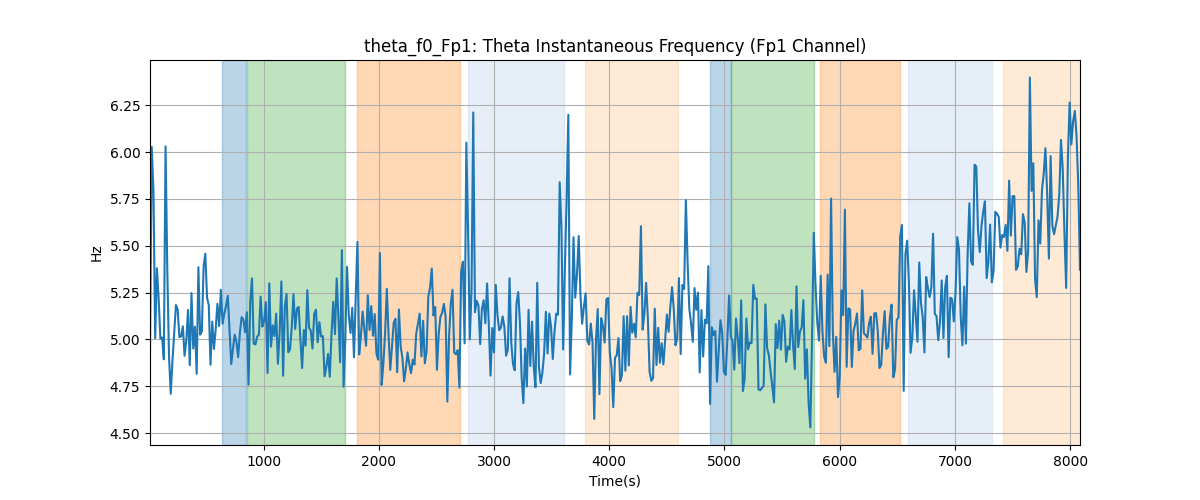 theta_f0_Fp1: Theta Instantaneous Frequency (Fp1 Channel)
Hz
6.25
6.00
5.75
5.50
5.25
5.00
4.75
4.50
1000 2000 3000 4000 5000 6000 7000 8000
Time(s)